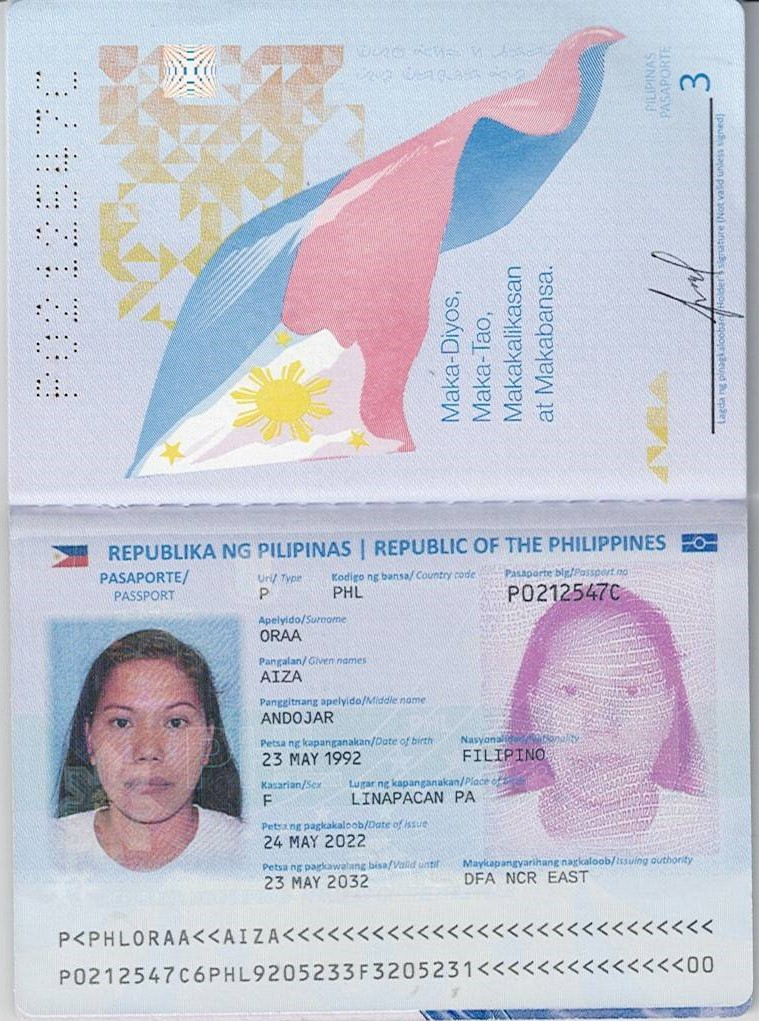 P0212547C
PILIPINAS
PASAPORTE
3
Maka-Diyos,
Maka-Tao,
Makakalikasan
at Makabansa.
Lagda ng pinagkalooban/Holder's signature (Not valid unless signed)
REPUBLIKA NG PILIPINAS | REPUBLIC OF THE PHILIPPINES
PASAPORTE/
PASSPORT
Uri/ Type
Kodigo ng bansa/ Country code
Pasaporte blg/Passport no
P
PHL
P0212547C
Apelyido/Surname
ORAA
Pangalan/ Given names
AIZA
Panggitnang apelyido/Middle name
ANDOJAR
Petsa ng kapanganakan/Date of birth
Nasyonalidad/Nationality
23 MAY 1992
FILIPINO
Kasarian/Sex
Lugar ng kapanganakan/Place of birth
F
LINAPACAN PA
Petsa ng pagkakaloob/Date of issue
24 MAY 2022
Petsa ng pagkawalang bisa/Valid until
Maykapangyarihang nagkaloob/Issuing authority
23 MAY 2032
DFA NCR EAST
P<PHLORAA<<AIZA<<<<<<<<<<<<<<<<<<<<<<<<<<<<<
P0212547C6PHL9205233F3205231<<<<<<<<<<<<<<00